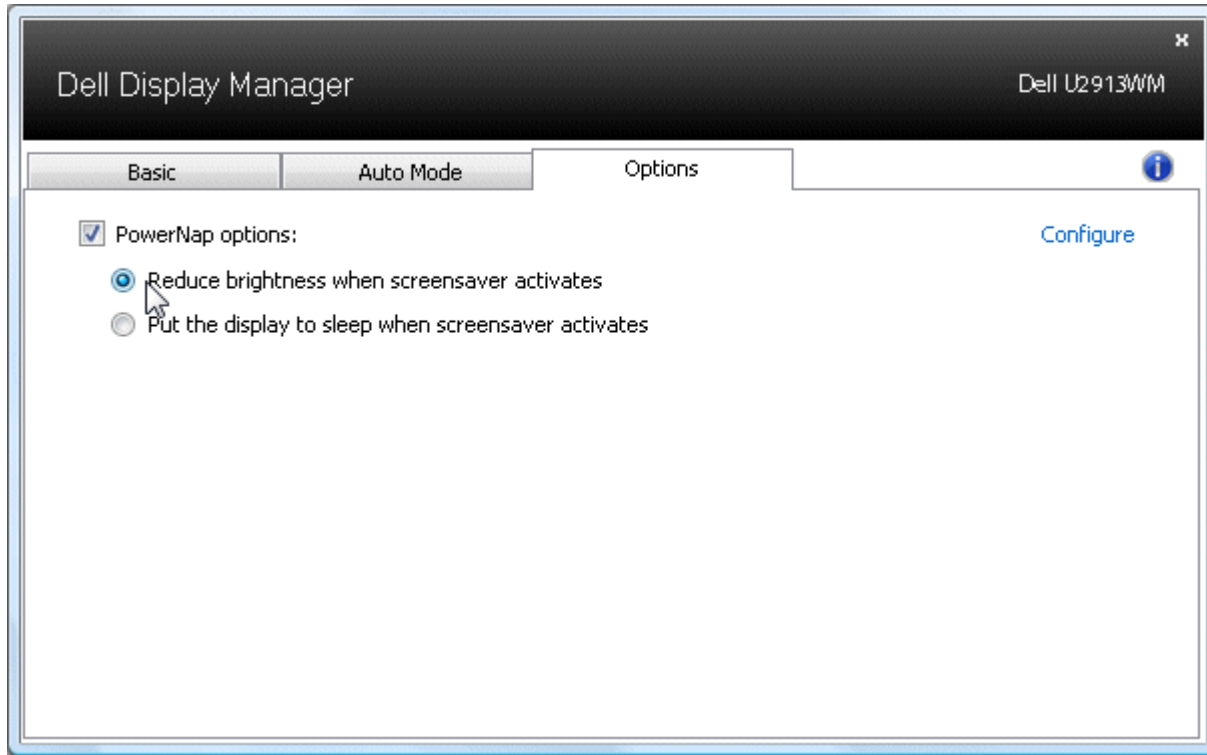 Dell Display Manager
Dell U2913WM
Basic Auto Mode Options
PowerNap options: Configure
Reduce brightness when screensaver activates
Put the display to sleep when screensaver activates